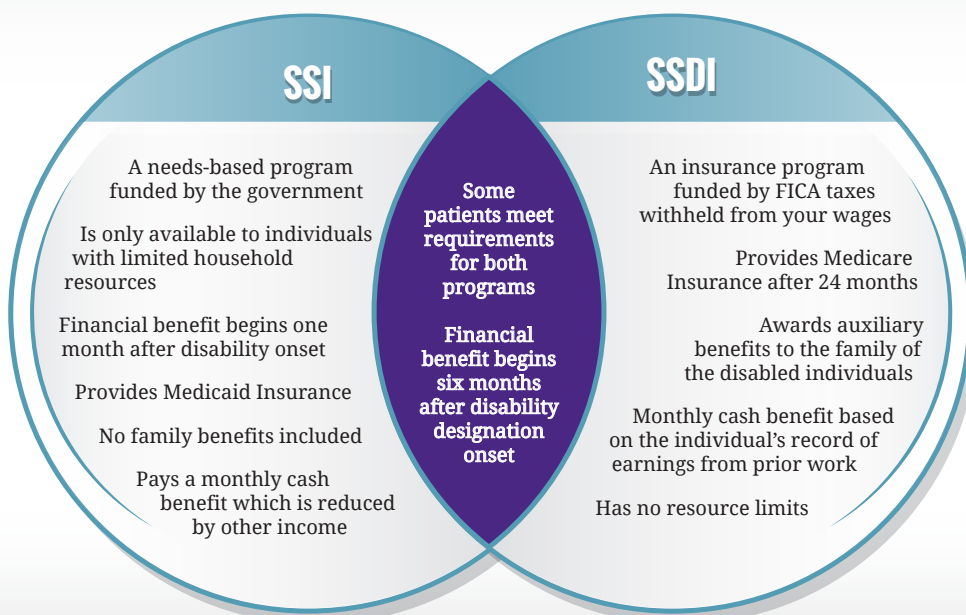 SSI
A needs-based program
funded by the government
Is only available to individuals
with limited household
resources
Financial benefit begins one
month after disability onset
Provides Medicaid Insurance
No family benefits included
Pays a monthly cash
benefit which is reduced
by other income
Some
patients meet
requirements
for both
programs
Financial
benefit begins
six months
after disability
designation
onset
SSDI
An insurance program
funded by FICA taxes
withheld from your wages
Provides Medicare
Insurance after 24 months
Awards auxiliary
benefits to the family of
the disabled individuals
Monthly cash benefit based
on the individual’s record of
earnings from prior work
Has no resource limits